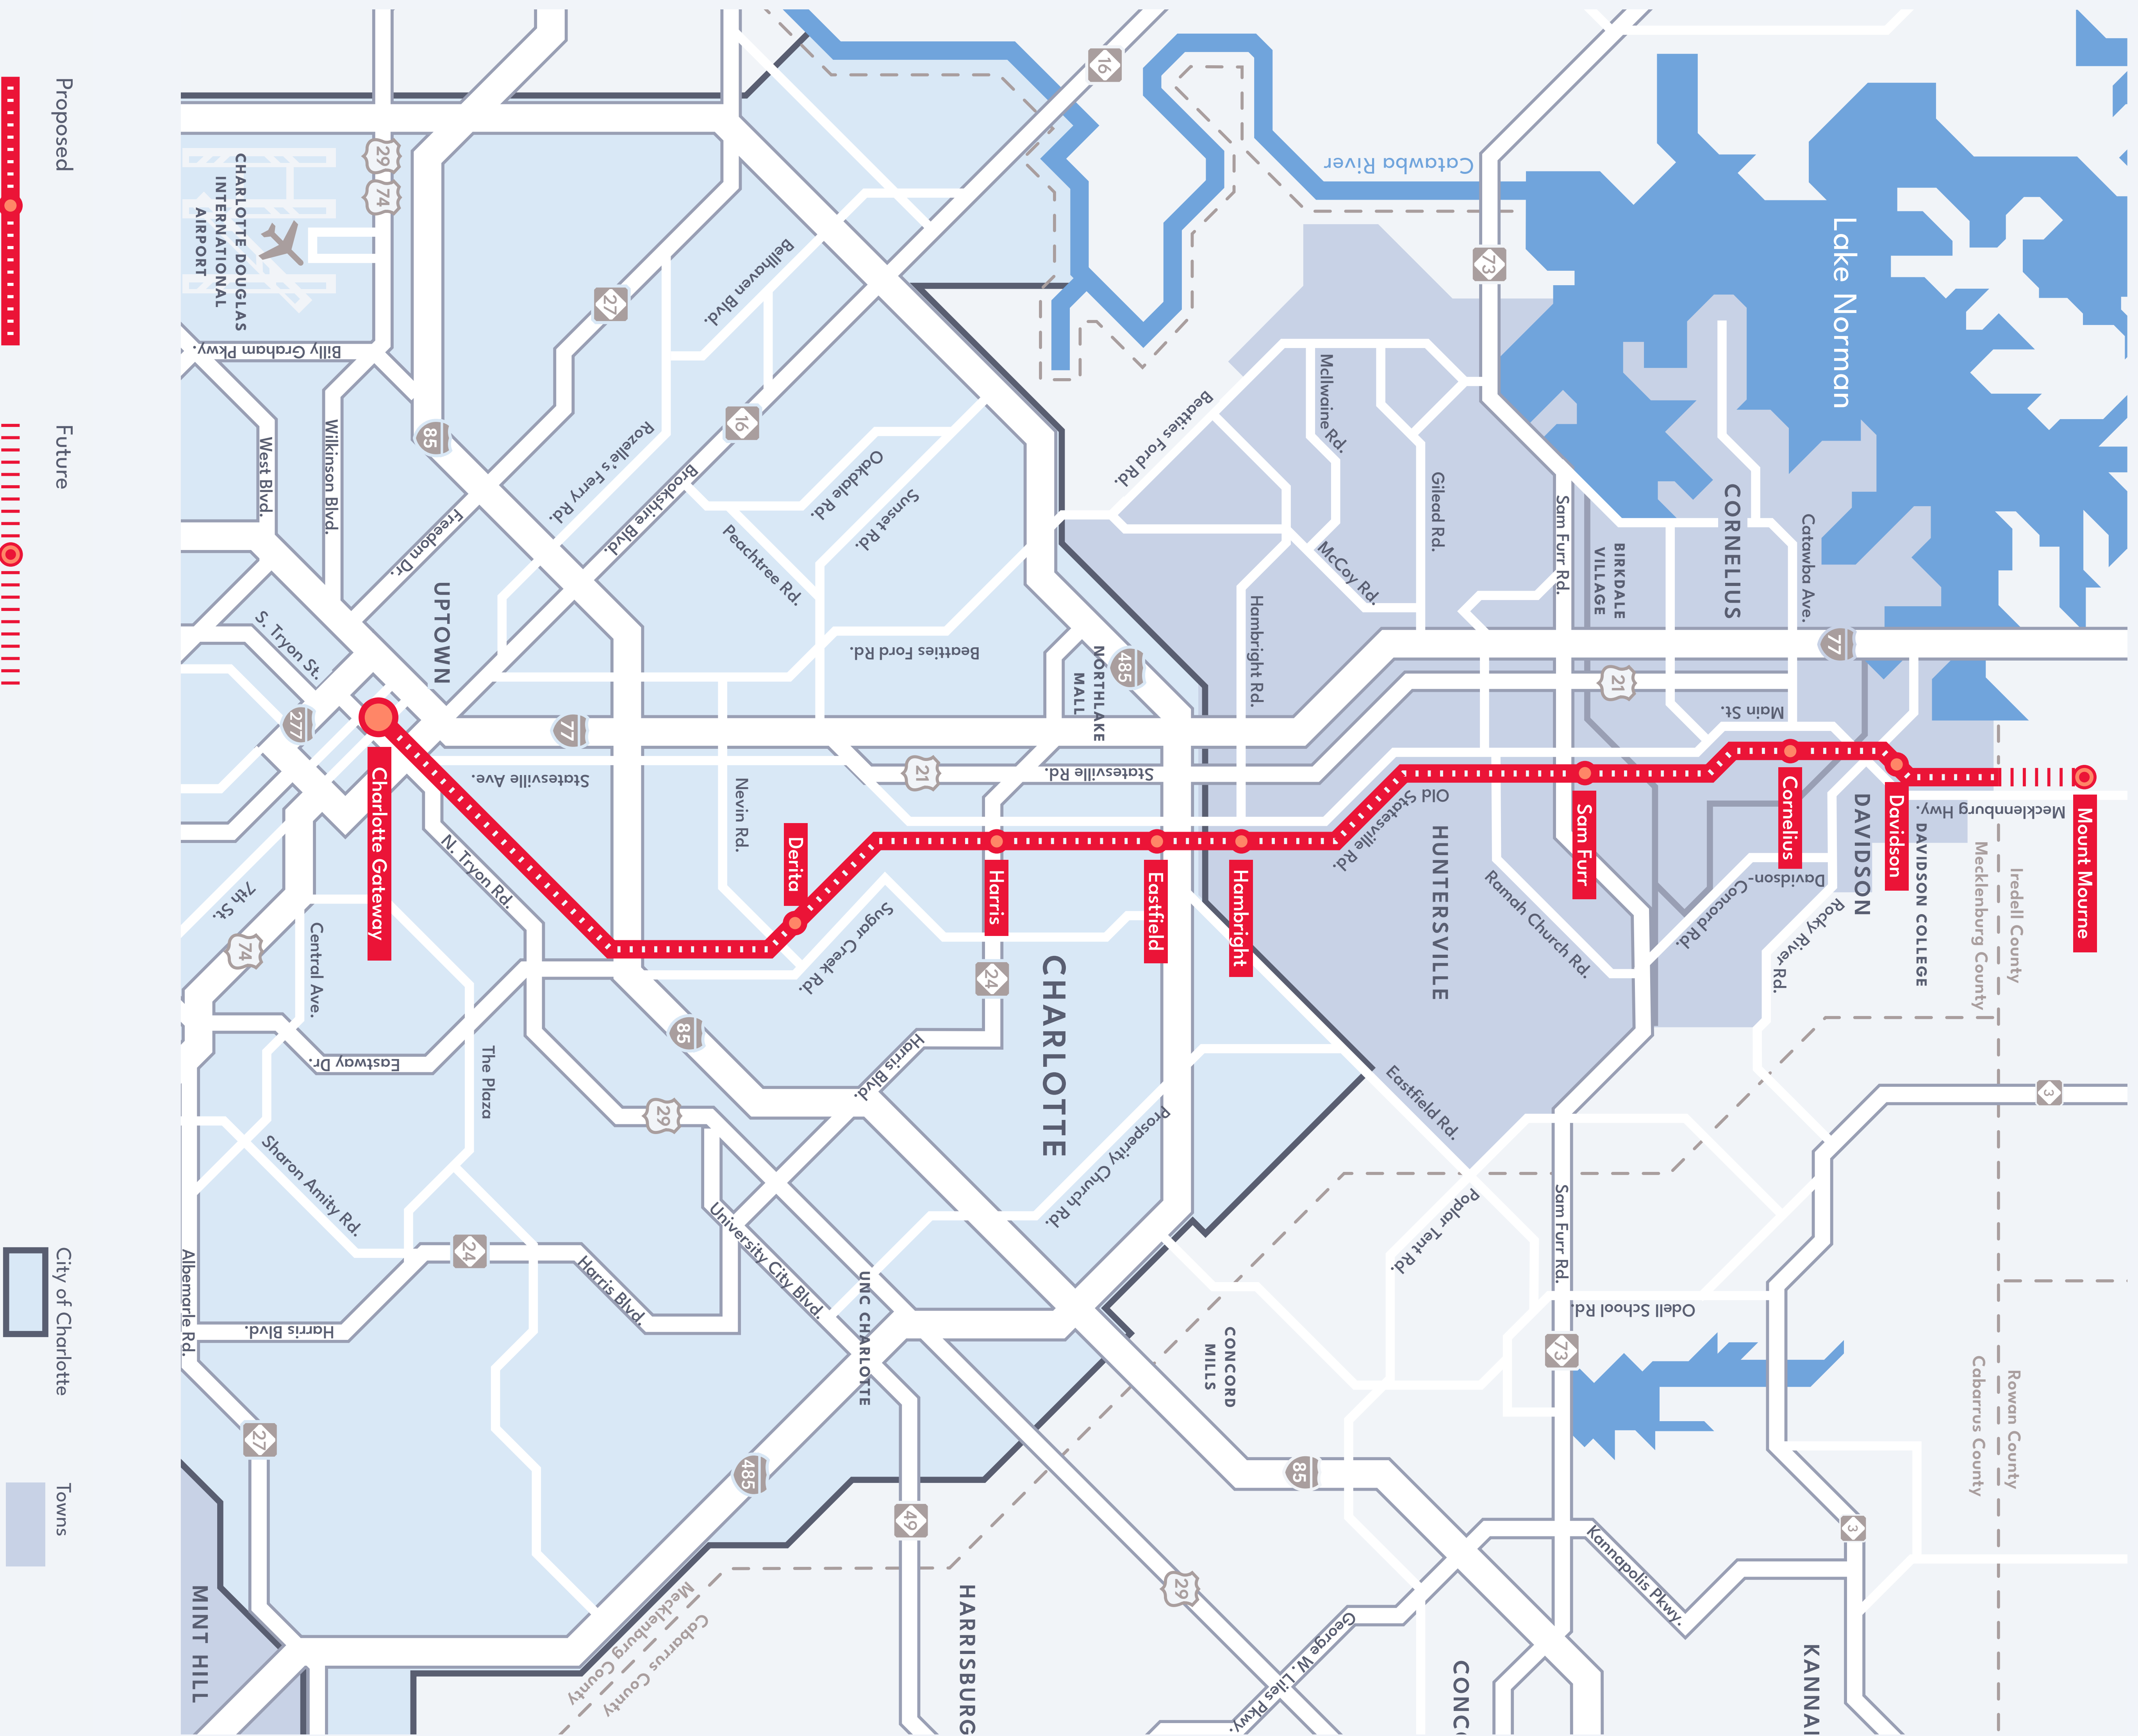 Mount Mourne
3
Iredell County
Mecklenburg County
Rowan County
Cabarrus County
Mecklenburg Hwy.
Lake Norman
Davidson
DAVIDSON COLLEGE
DAVIDSON
77
3
KANNA
Catawba Ave.
Cornelius
Davidson-
Concord Rd.
Rocky River Rd.
CORNELIUS
Main St.
21
BIRKDALE
VILLAGE
Sam Furr
Ramah Church Rd.
Odell School Rd.
Kannapolis Pkwy.
Sam Furr Rd.
Sam Furr Rd.
73
73
Catawba River
Gilead Rd.
McIlwaine Rd.
McCoy Rd.
Old
Statesville Rd.
HUNTERSVILLE
Eastfield Rd.
Poplar Tent Rd.
CONC
George W. Liles Pkwy.
85
Hambright Rd.
Hambright
CONCORD
MILLS
29
Beatties Ford Rd.
Eastfield
Prosperity Church Rd.
485
NORTHLAKE
MALL
Statesville Rd.
16
CHARLOTTE
Harris
24
HARRISBURG
49
Beatties Ford Rd.
21
Sunset Rd.
Oakdale Rd.
Peachtree Rd.
Sugar Creek Rd.
Harris Blvd.
UNC CHARLOTTE
University City Blvd.
485
Derita
Nevin Rd.
Bellhaven Blvd.
16
Brookshire Blvd.
Rozelle's Ferry Rd.
27
85
29
Mecklenburg County
Cabarrus County
Harris Blvd.
77
Statesville Ave.
N. Tryon Rd.
The Plaza
24
UPTOWN
85
Freedom Dr.
29
74
Charlotte Gateway
Eastway Dr.
Sharon Amity Rd.
Central Ave.
277
S. Tryon St.
Wilkinson Blvd.
Billy Graham Pkwy.
West Blvd.
7th St.
74
Harris Blvd.
27
CHARLOTTE DOUGLAS
INTERNATIONAL
AIRPORT
Albemarle Rd.
MINT HILL
Proposed
Future
City of Charlotte
Towns